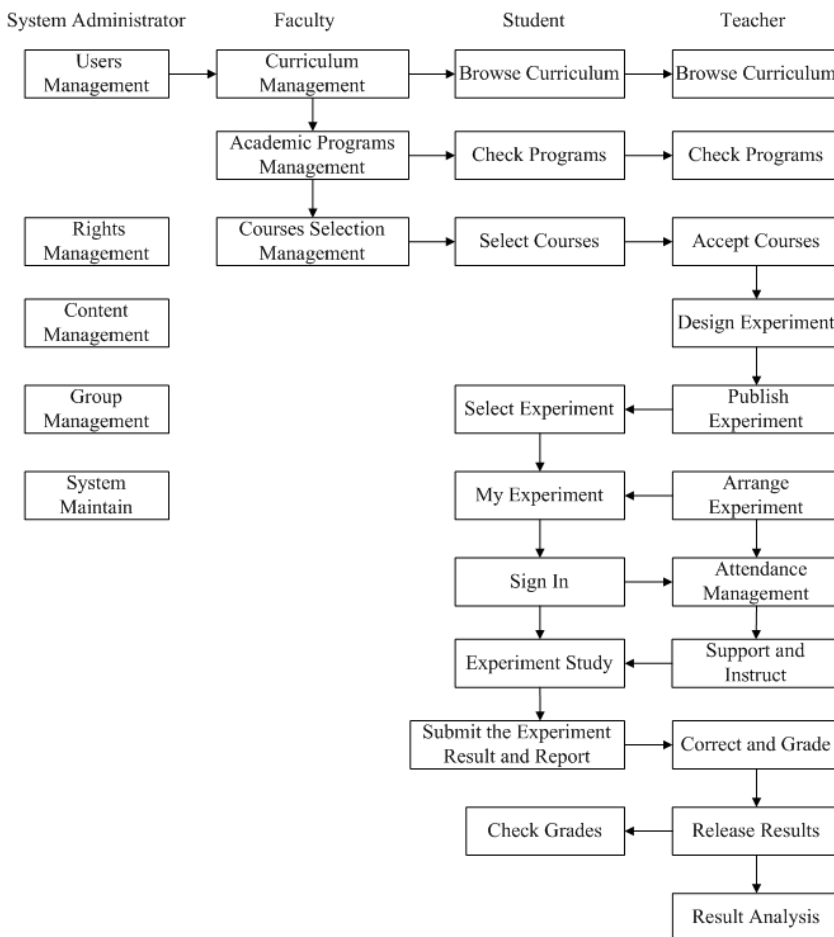 System Administrator
Faculty
Student
Teacher
Users
Management
Curriculum
Management
Browse Curriculum
Browse Curriculum
Academic Programs
Management
Check Programs
Check Programs
Rights
Management
Courses Selection
Management
Select Courses
Accept Courses
Content
Management
Design Experiment
Group
Management
Select Experiment
Publish
Experiment
System
Maintain
My Experiment
Arrange
Experiment
Sign In
Attendance
Management
Experiment Study
Support and
Instruct
Submit the Experiment
Result and Report
Correct and Grade
Check Grades
Release Results
Result Analysis